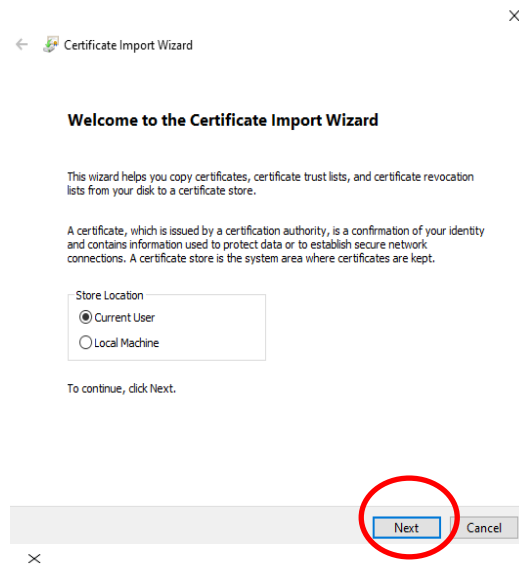 Certificate Import Wizard
Welcome to the Certificate Import Wizard
This wizard helps you copy certificates, certificate trust lists, and certificate revocation
lists from your disk to a certificate store.
A certificate, which is issued by a certification authority, is a confirmation of your identity
and contains information used to protect data or to establish secure network
connections. A certificate store is the system area where certificates are kept.
Store Location
Current User
Local Machine
To continue, click Next.
Next Cancel